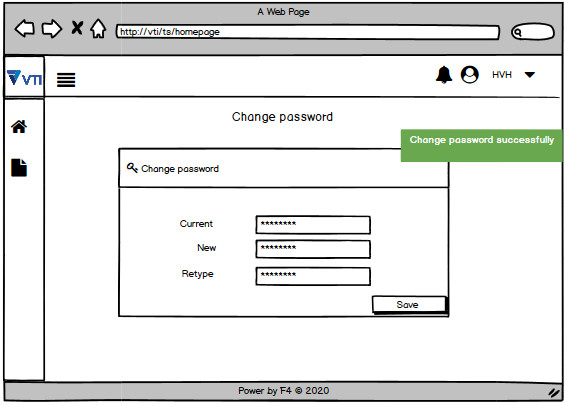 A Web Page
http://vti/ts/homepage
VTI
HVH
Change password
Change password successfully
Change password
Current
********
New
********
Retype
********
Save
Power by F4 © 2020